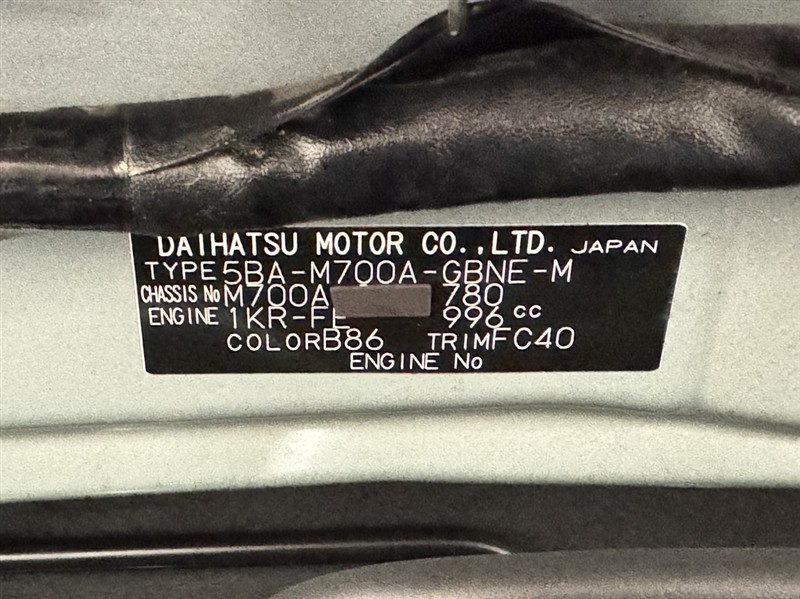 DAIHATSU MOTOR CO.,LTD. JAPAN
TYPE 5BA-M700A-GBNE-M
CHASSIS No M700A 780
ENGINE 1KR-FE 996 cc
COLOR B86 TRIM FC40
ENGINE No